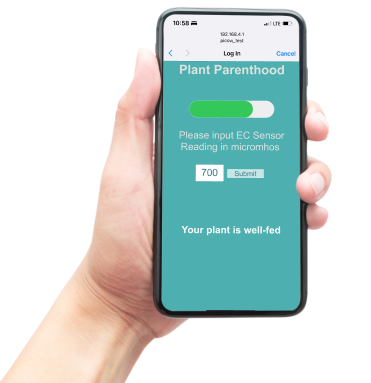 10:58
LTE
192.168.4.1
picow_test
Log In
Cancel
Plant Parenthood
Please input EC Sensor
Reading in micromhos
700 Submit
Your plant is well-fed